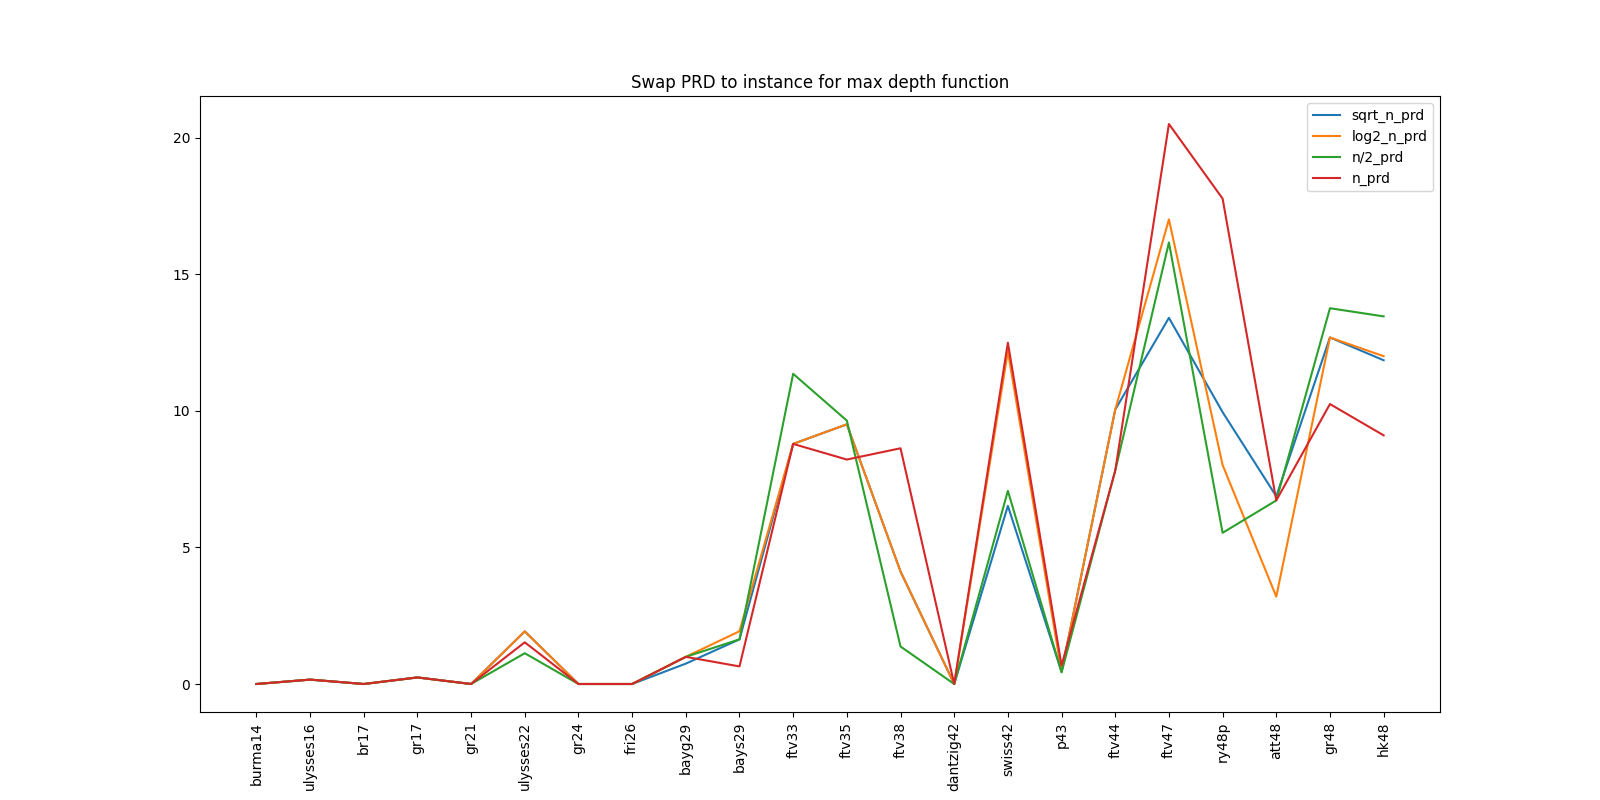 Swap PRD to instance for max depth function
sqrt_n_prd
log2_n_prd
n/2_prd
n_prd
20
15
10
5
0
burma14
ulysses16
br17
gr17
gr21
ulysses22
gr24
fri26
bayg29
bays29
ftv33
ftv35
ftv38
dantzig42
swiss42
p43
ftv44
ftv47
ry48p
att48
gr48
hk48